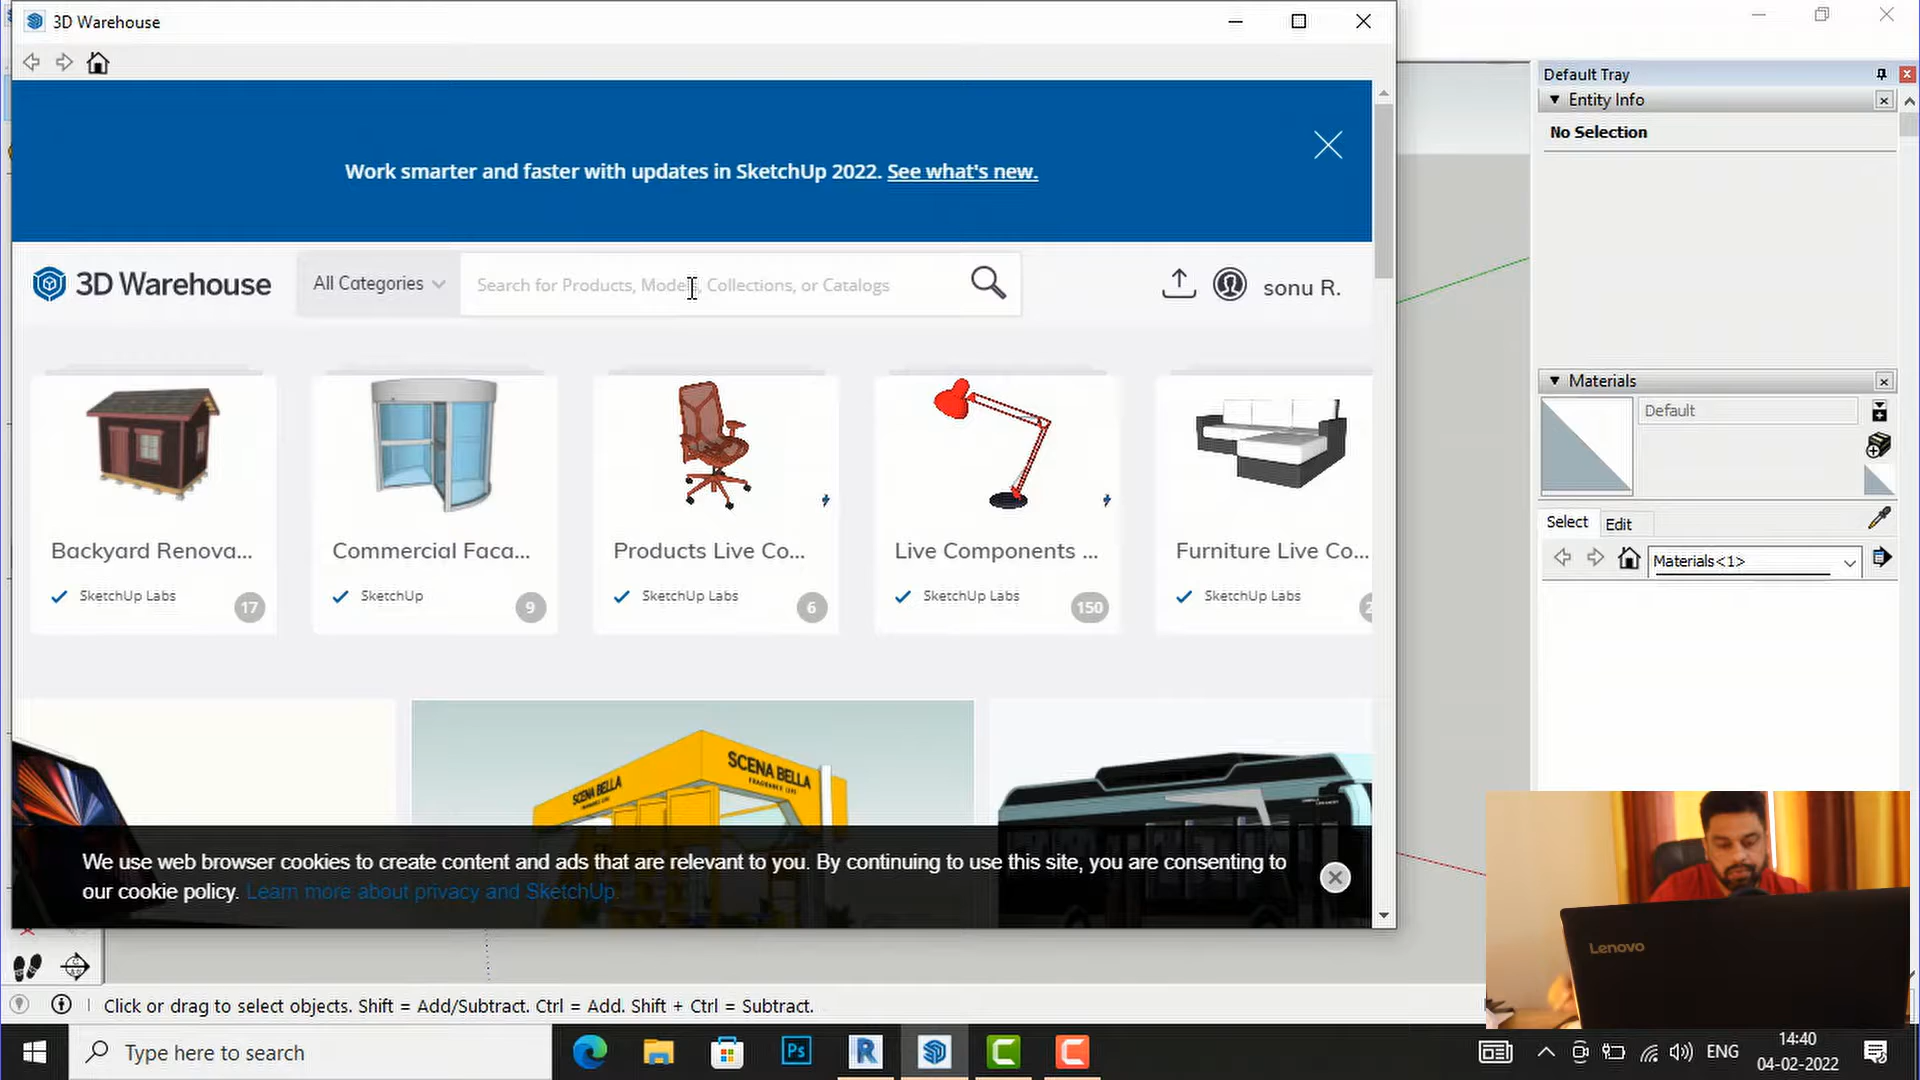 3D Warehouse
Work smarter and faster with updates in SketchUp 2022. See what's new.
3D Warehouse
All Categories
Search for Products, Models, Collections, or Catalogs
sonu R.
Backyard Renova...
SketchUp Labs
17
Commercial Faca...
SketchUp
9
Products Live Co...
SketchUp Labs
6
Live Components ...
SketchUp Labs
150
Furniture Live Co...
SketchUp Labs
SCENA BELLA
SCENA BELLA
FRAGRANCE LIVE
We use web browser cookies to create content and ads that are relevant to you. By continuing to use this site, you are consenting to
our cookie policy. Learn more about privacy and SketchUp.
Default Tray
Entity Info
No Selection
Materials
Default
Select
Edit
Materials<1>
Lenovo
Click or drag to select objects. Shift = Add/Subtract. Ctrl = Add. Shift + Ctrl = Subtract.
Type here to search
Ps
R
C
C
ENG
14:40
04-02-2022